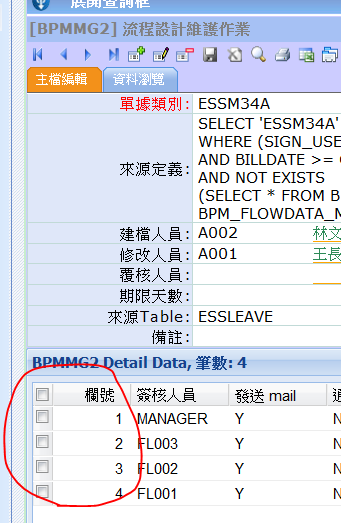 展開查詢框
[BPMMG2] 流程設計維護作業
主檔編輯 資料瀏覽
單據類別: ESSM34A
來源定義: SELECT 'ESSM34A'
WHERE (SIGN_USE
AND BILLDATE >=
AND NOT EXISTS
(SELECT * FROM B
BPM_FLOWDATA_
建檔人員: A002 林文
修改人員: A001 王長
覆核人員:
期限天數:
來源Table: ESSLEAVE
備註:
BPMMG2 Detail Data, 筆數: 4
欄號 簽核人員 發送 mail
1 MANAGER Y
2 FL003 Y
3 FL002 Y
4 FL001 Y